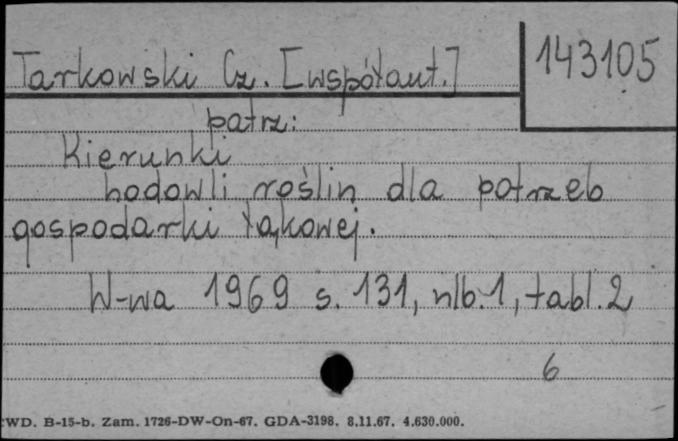 Tarkowski Cz. [współaut.]
143105
patrz:
Kierunki
hodowli roślin dla potrzeb
gospodarki łąkowej.
W-wa 1969 s. 131, nlb. 1, tabl. 2
6
WD. B-15-b. Zam. 1726-DW-On-67. GDA-3198. 8.11.67. 4.630.000.